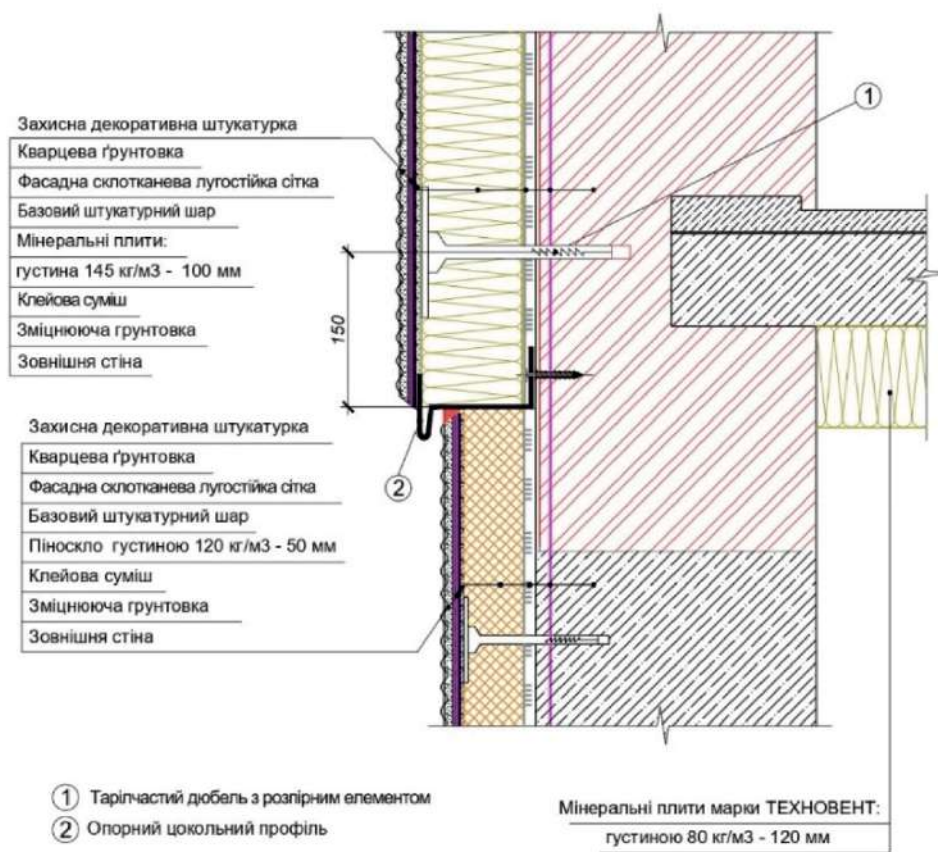 Захисна декоративна штукатурка
Кварцева ґрунтовка
Фасадна склотканева лугостійка сітка
Базовий штукатурний шар
Мінеральні плити:
густина 145 кг/м3 - 100 мм
Клейова суміш
Зміцнююча грунтовка
Зовнішня стіна
1
150
2
Захисна декоративна штукатурка
Кварцева ґрунтовка
Фасадна склотканева лугостійка сітка
Базовий штукатурний шар
Піноскло густиною 120 кг/м3 - 50 мм
Клейова суміш
Зміцнююча грунтовка
Зовнішня стіна
1 Тарілчастий дюбель з розпірним елементом
2 Опорний цокольний профіль
Мінеральні плити марки ТЕХНОВЕНТ:
густиною 80 кг/м3 - 120 мм